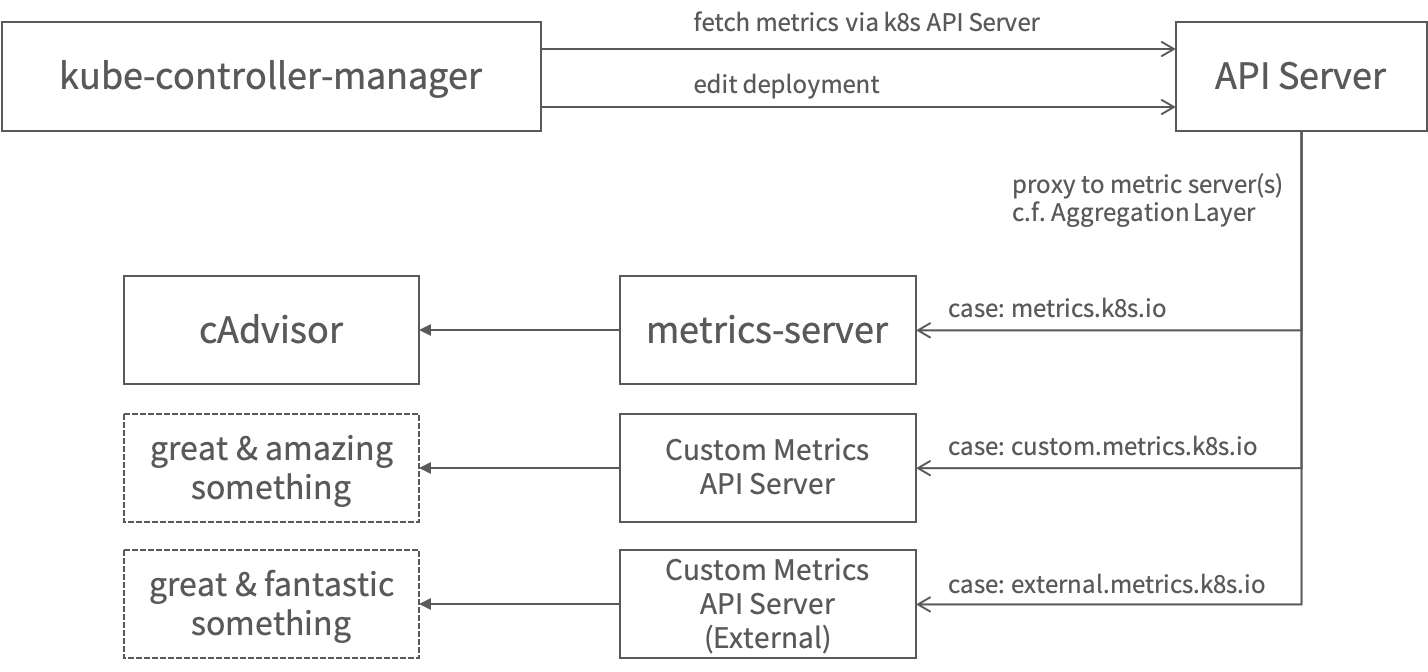 fetch metrics via k8s API Server
kube-controller-manager
API Server
edit deployment
proxy to metric server(s)
c.f. Aggregation Layer
cAdvisor
metrics-server
case: metrics.k8s.io
great & amazing
something
Custom Metrics
API Server
case: custom.metrics.k8s.io
great & fantastic
something
Custom Metrics
API Server
(External)
case: external.metrics.k8s.io